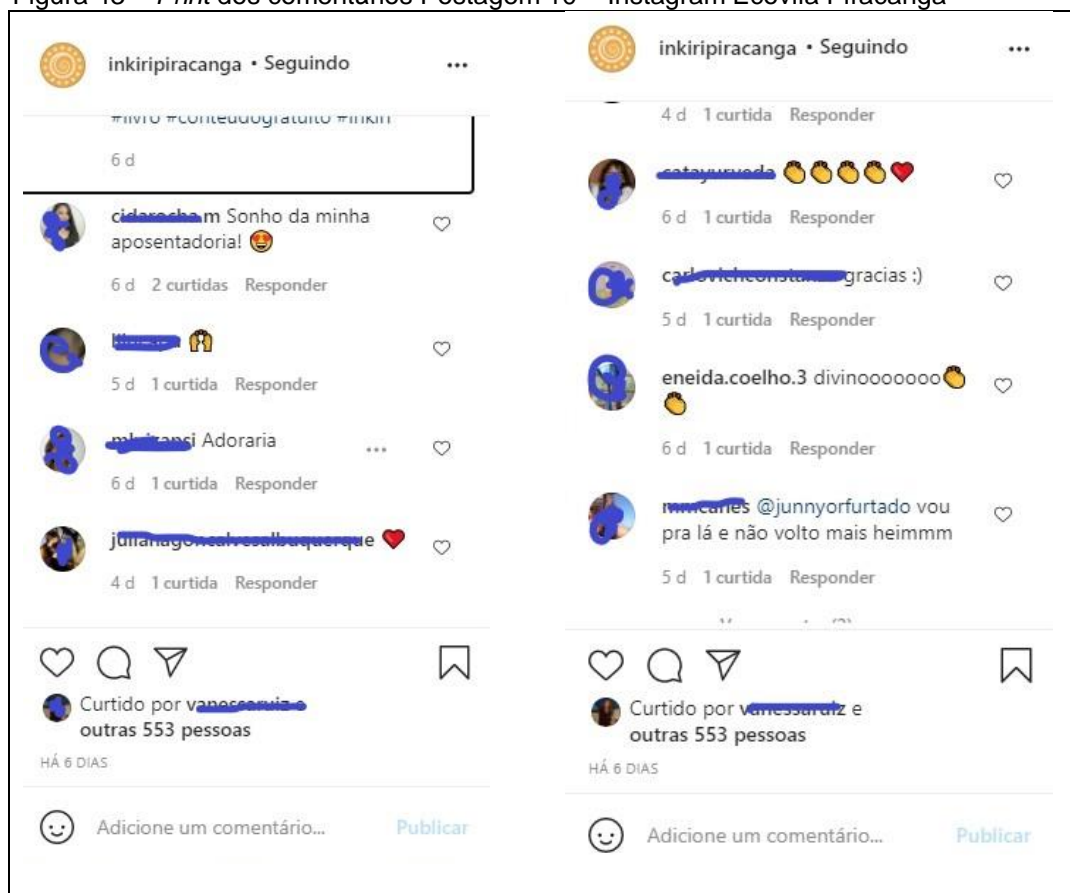 dos comentários Postagem Instagram Ecovila Piracanga
inkiripiracanga • Seguindo
#livro #conteudogratuito #inkiri
6 d
Sonho da minha
aposentadoria! 😍
6 d 2 curtidas Responder
🙌
5 d 1 curtida Responder
Adoraria
6 d 1 curtida Responder
❤
4 d 1 curtida Responder
Curtido por
outras 553 pessoas
HÁ 6 DIAS
Adicione um comentário... Publicar
inkiripiracanga • Seguindo
4 d 1 curtida Responder
👏👏👏👏❤
6 d 1 curtida Responder
gracias :)
5 d 1 curtida Responder
eneida.coelho.3 divinooooooo👏
👏
6 d 1 curtida Responder
@junnyorfurtado vou
pra lá e não volto mais heimmm
5 d 1 curtida Responder
Curtido por e
outras 553 pessoas
HÁ 6 DIAS
Adicione um comentário... Publicar